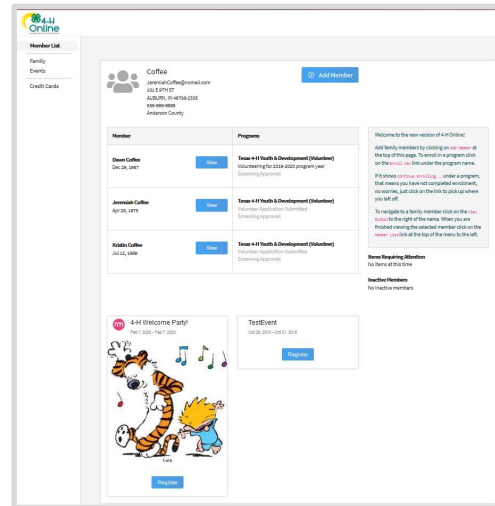 4-H
Online
Member List
Family
Events
Credit Cards
Coffee
JeremiahCoffee@nomail.com
101 E 9TH ST
AUBURN, IN 46706-2335
Anderson County
Add Member
Member
Programs
Dawn Coffee
View
Texas 4-H Youth & Development (Volunteer)
Volunteering for 2019-2020 program year
Screening Approved
Jeremiah Coffee
Apr 28, 1975
View
Texas 4-H Youth & Development (Volunteer)
Volunteer Application Submitted
Screening Approved
Kristin Coffee
View
Texas 4-H Youth & Development (Volunteer)
Volunteer Application Submitted
Screening Approved
Welcome to the new version of 4-H Online!
Add family members by clicking on Add Member at
the top of this page. To enroll in a program click
on the enroll now link under the program name.
If it shows continue enrolling... under a program,
that means you have not completed enrollment,
no worries, just click on the link to pick up where
you left off.
To navigate to a family member click on the View
Button to the right of the name. When you are
finished viewing the selected member click on the
Member List link at the top of the menu to the left.
Items Requiring Attention
No items at this time
Inactive Members
No inactive members
4-H Welcome Party!
Feb 7, 2020 - Feb 7, 2020
Register
TestEvent
Oct 28, 2019 - Oct 31, 2019
Register